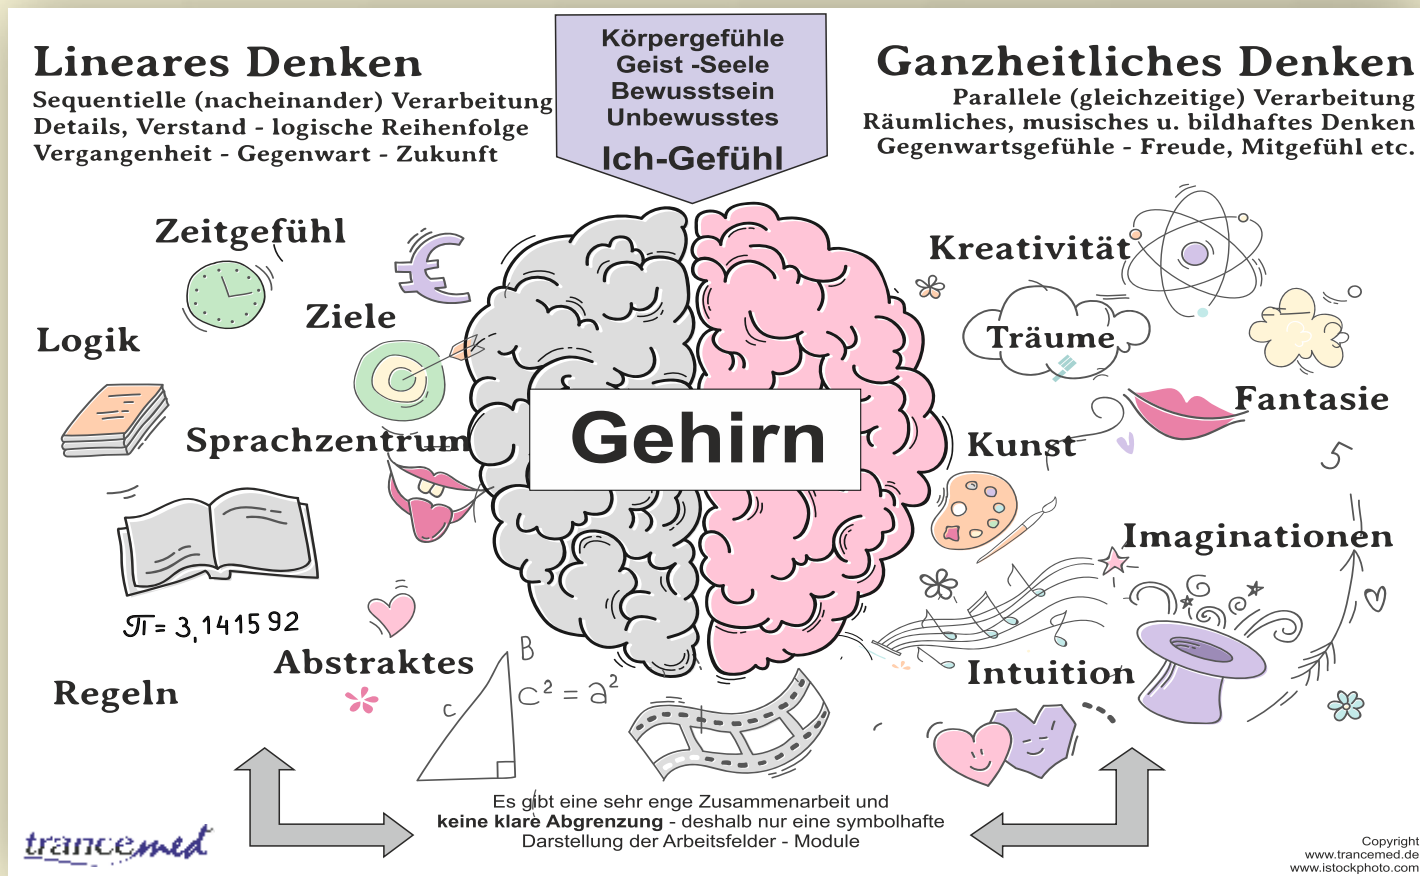 Lineares Denken
Sequentielle (nacheinander) Verarbeitung
Details, Verstand - logische Reihenfolge
Vergangenheit - Gegenwart - Zukunft
Körpergefühle
Geist -Seele
Bewusstsein
Unbewusstes
Ich-Gefühl
Ganzheitliches Denken
Parallele (gleichzeitige) Verarbeitung
Räumliches, musisches u. bildhaftes Denken
Gegenwartsgefühle - Freude, Mitgefühl etc.
Zeitgefühl
€
Ziele
Logik
Sprachzentrum
π = 3,141592
Abstraktes
Regeln
B
c
c² = a²
Gehirn
Kreativität
Träume
Fantasie
Kunst
5
Imaginationen
Intuition
Es gibt eine sehr enge Zusammenarbeit und
keine klare Abgrenzung - deshalb nur eine symbolhafte
Darstellung der Arbeitsfelder - Module
trancemed
Copyright
www.trancemed.de
www.istockphoto.com